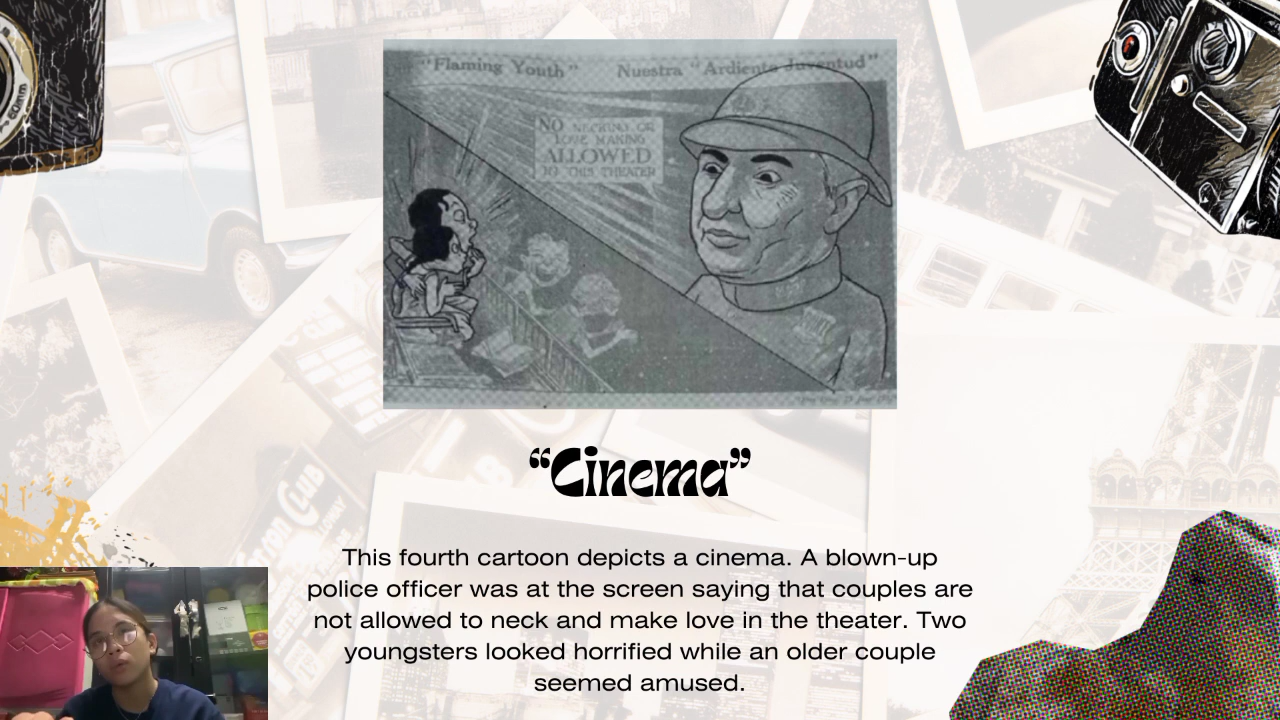 "Flaming Youth" Nuestra "Ardiente Juventud"
NO NECKING OR
LOVE MAKING
ALLOWED
IN THIS THEATER
“Cinema”
This fourth cartoon depicts a cinema. A blown-up
police officer was at the screen saying that couples are
not allowed to neck and make love in the theater. Two
youngsters looked horrified while an older couple
seemed amused.